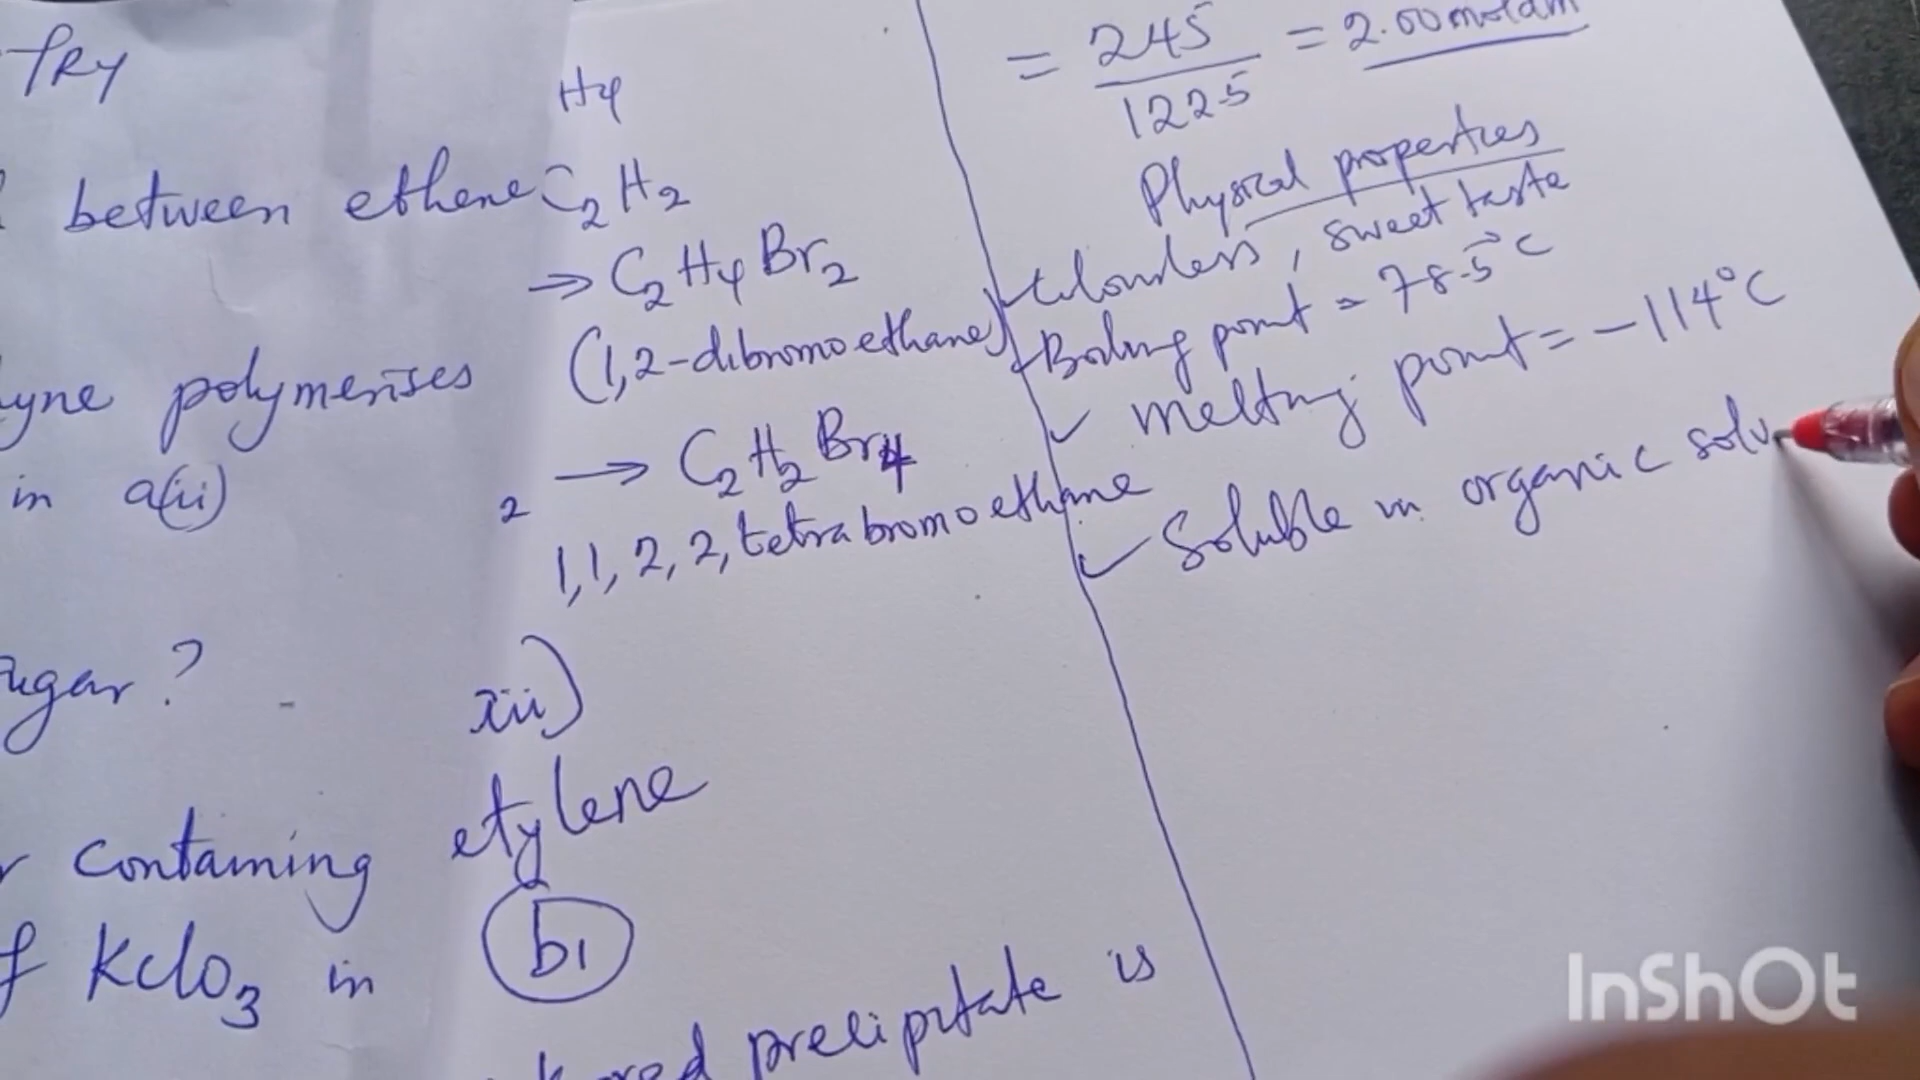 TRY
between ethene
yne polymerises
in a(ii)
ugar?
containing
f KClO3 in
H4
C2H2
→ C2H4Br2
(1,2-dibromoethane)
2 → C2H2Br4
1,1,2,2,tetrabromoethane
xii)
etylene
b1
precipitate is
= 245/122.5 = 2.00mol
Physical properties
Colourless, sweet taste
Boiling point = 78.5°C
✓ melting point = -114°C
✓ Soluble in organic solv
InShOt